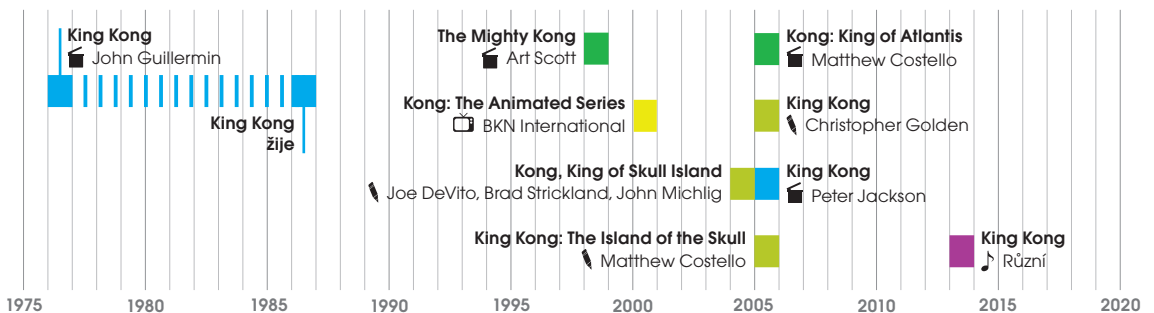 King Kong
John Guillermin
King Kong
žije
The Mighty Kong
Art Scott
Kong: The Animated Series
BKN International
Kong, King of Skull Island
Joe DeVito, Brad Strickland, John Michlig
King Kong: The Island of the Skull
Matthew Costello
Kong: King of Atlantis
Matthew Costello
King Kong
Christopher Golden
King Kong
Peter Jackson
King Kong
Různí
1975 1980 1985 1990 1995 2000 2005 2010 2015 2020